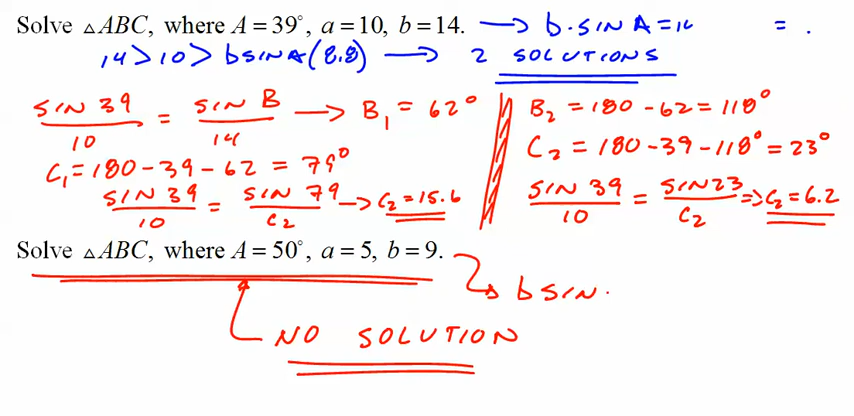 Solve △ABC, where A = 39°, a = 10, b = 14. → b·SIN A = 14 = .
14 > 10 > b SIN A (8.8) → 2 SOLUTIONS
SIN 39 / 10 = SIN B / 14 → B₁ = 62°
C₁ = 180 - 39 - 62 = 79°
SIN 39 / 10 = SIN 79 / C₂ → C₂ = 15.6
B₂ = 180 - 62 = 118°
C₂ = 180 - 39 - 118° = 23°
SIN 39 / 10 = SIN 23 / C₂ ⇒ C₂ = 6.2
Solve △ABC, where A = 50°, a = 5, b = 9.
b SIN.
NO SOLUTION